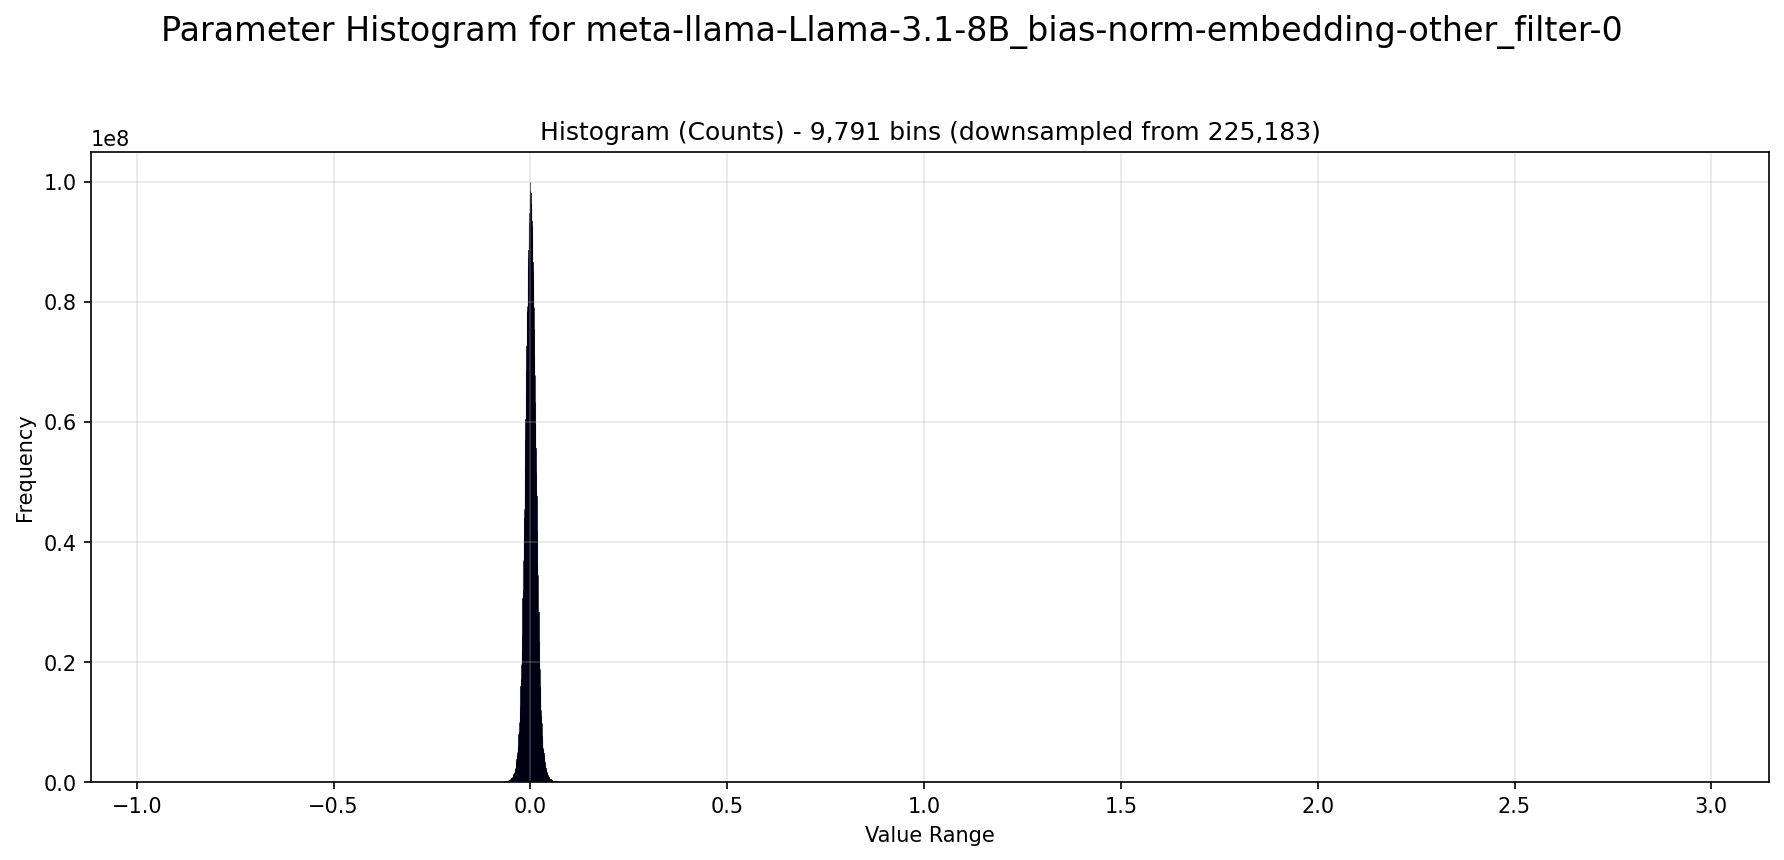 Parameter Histogram for meta-llama-Llama-3.1-8B_bias-norm-embedding-other_filter-0
Histogram (Counts) - 9,791 bins (downsampled from 225,183)
1e8
1.0
0.8
0.6
0.4
0.2
0.0
Frequency
−1.0 −0.5 0.0 0.5 1.0 1.5 2.0 2.5 3.0
Value Range